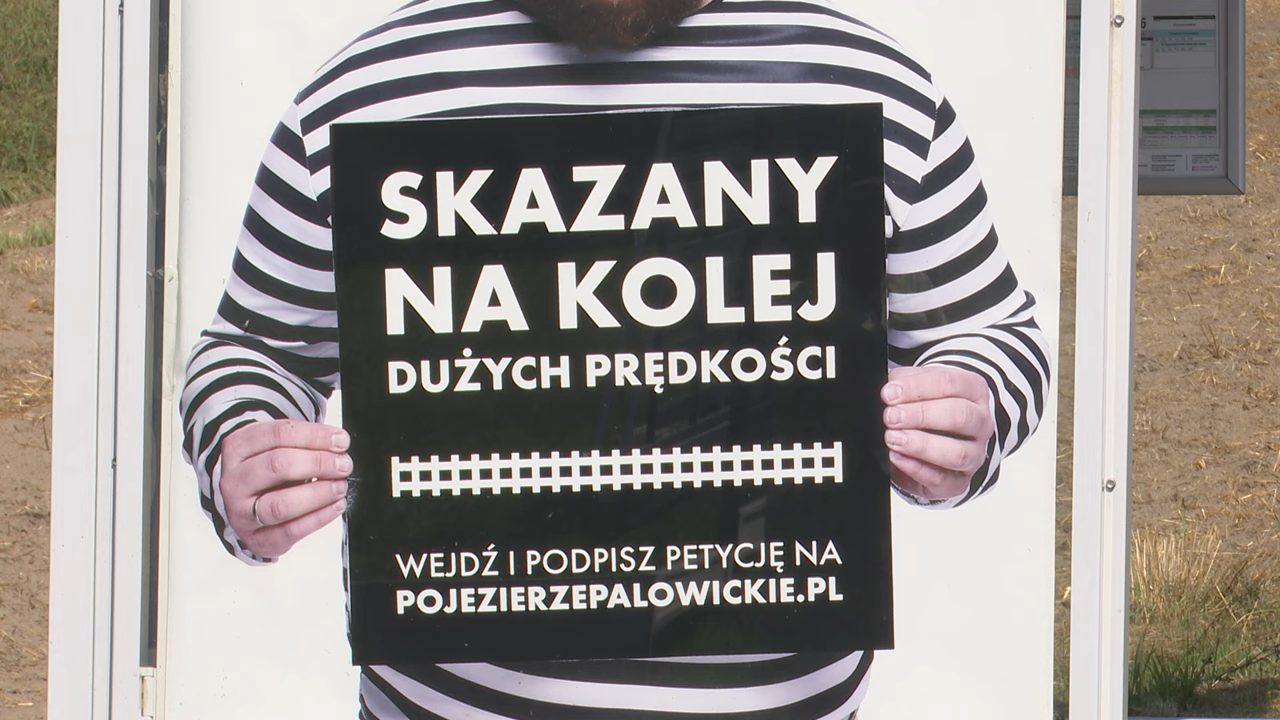 SKAZANY
NA KOLEJ
DUŻYCH PRĘDKOŚCI
WEJDŹ I PODPISZ PETYCJĘ NA
POJEZIERZEPALOWICKIE.PL